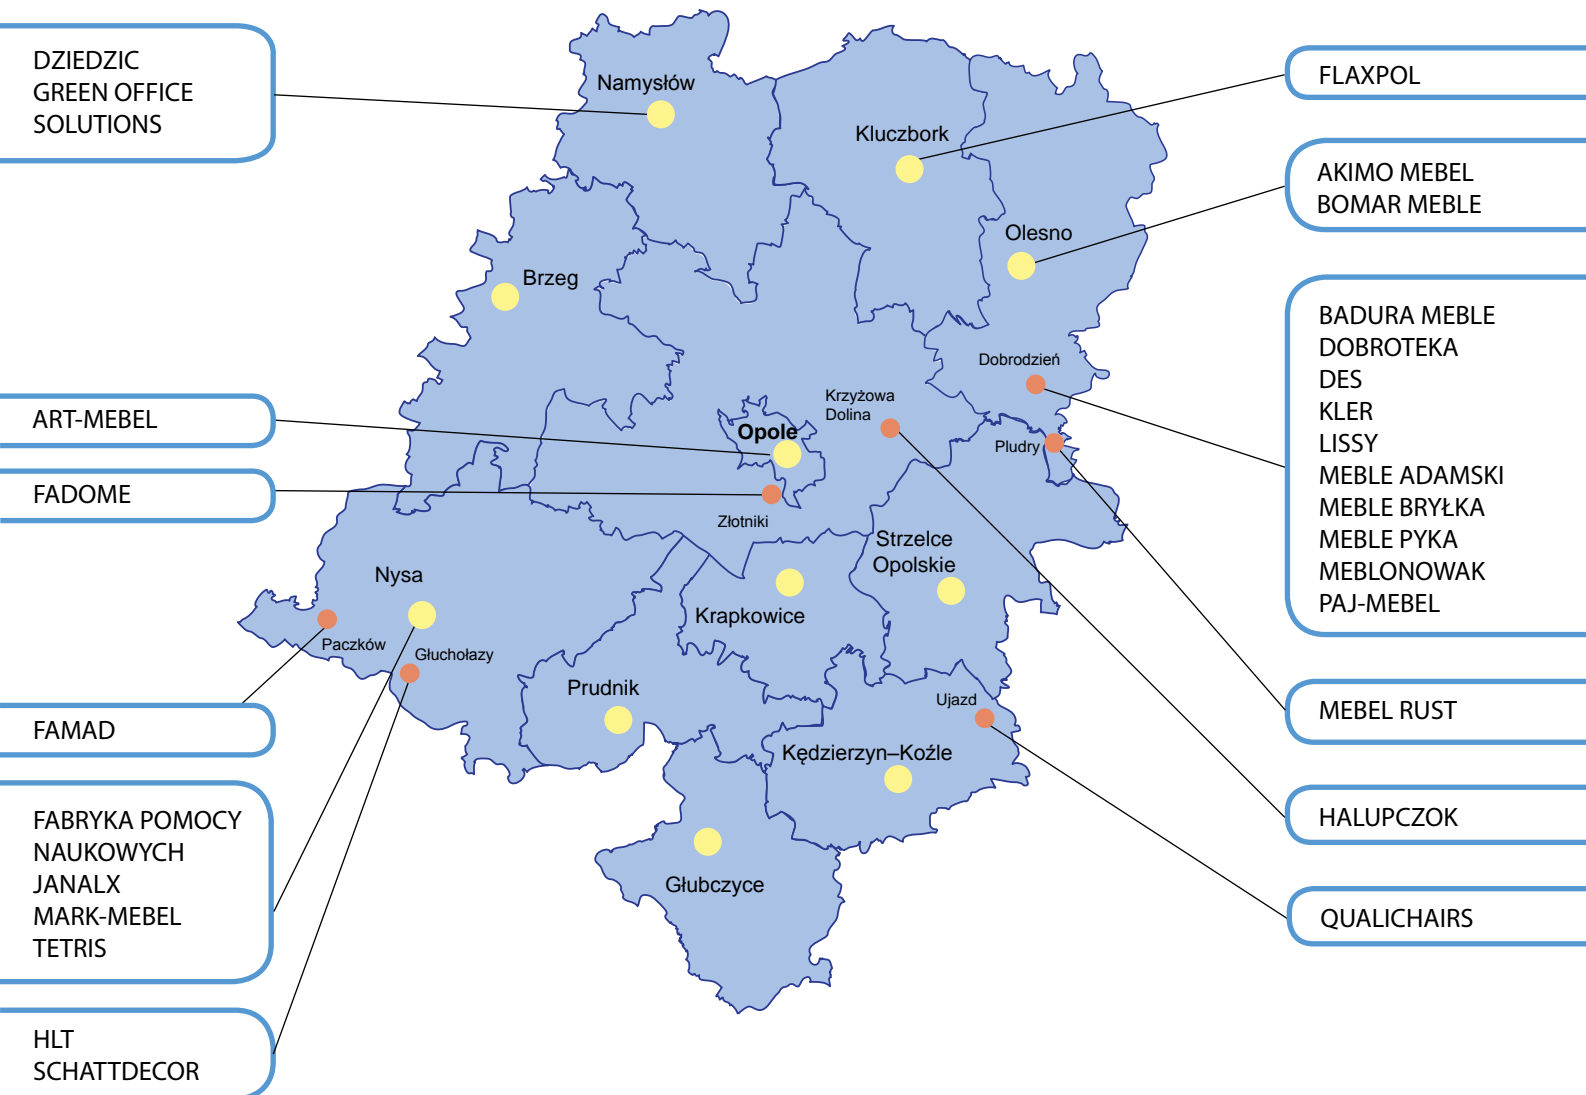 DZIEDZIC
GREEN OFFICE
SOLUTIONS
ART-MEBEL
FADOME
FAMAD
FABRYKA POMOCY
NAUKOWYCH
JANALX
MARK-MEBEL
TETRIS
HLT
SCHATTDECOR
Namysłów
Kluczbork
Olesno
Brzeg
Dobrodzień
Krzyżowa
Dolina
Opole
Pludry
Złotniki
Strzelce
Opolskie
Nysa
Krapkowice
Paczków
Głuchołazy
Prudnik
Ujazd
Kędzierzyn–Koźle
Głubczyce
FLAXPOL
AKIMO MEBEL
BOMAR MEBLE
BADURA MEBLE
DOBROTEKA
DES
KLER
LISSY
MEBLE ADAMSKI
MEBLE BRYŁKA
MEBLE PYKA
MEBLONOWAK
PAJ-MEBEL
MEBEL RUST
HALUPCZOK
QUALICHAIRS